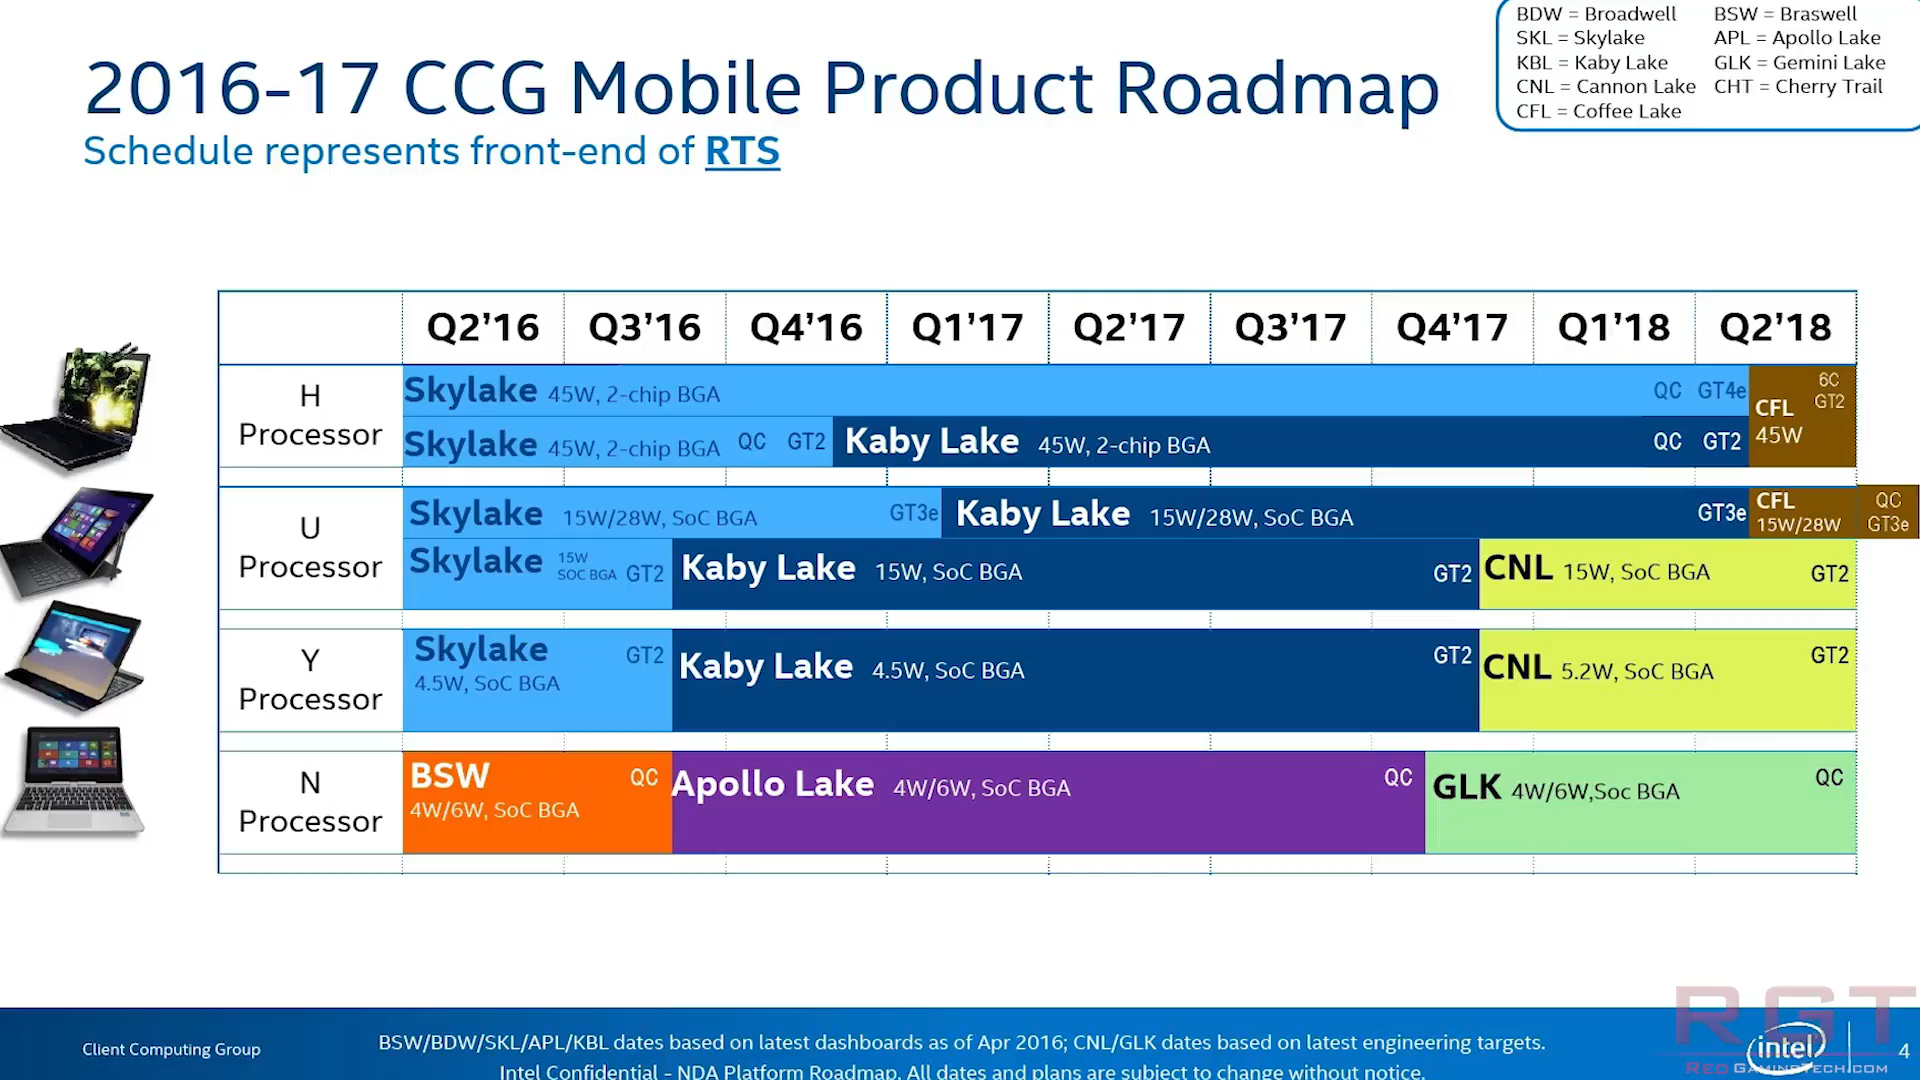 BDW = Broadwell BSW = Braswell
SKL = Skylake APL = Apollo Lake
KBL = Kaby Lake GLK = Gemini Lake
CNL = Cannon Lake CHT = Cherry Trail
CFL = Coffee Lake
2016-17 CCG Mobile Product Roadmap
Schedule represents front-end of RTS
Q2’16 Q3’16 Q4’16 Q1’17 Q2’17 Q3’17 Q4’17 Q1’18 Q2’18
H Processor
Skylake 45W, 2-chip BGA QC GT4e
Skylake 45W, 2-chip BGA QC GT2
Kaby Lake 45W, 2-chip BGA QC GT2
CFL 45W 6C GT2
U Processor
Skylake 15W/28W, SoC BGA GT3e
Kaby Lake 15W/28W, SoC BGA GT3e
CFL 15W/28W QC GT3e
Skylake 15W SOC BGA GT2
Kaby Lake 15W, SoC BGA GT2
CNL 15W, SoC BGA GT2
Y Processor
Skylake GT2
4.5W, SoC BGA
Kaby Lake 4.5W, SoC BGA GT2
CNL 5.2W, SoC BGA GT2
N Processor
BSW QC
4W/6W, SoC BGA
Apollo Lake 4W/6W, SoC BGA QC
GLK 4W/6W,Soc BGA QC
Client Computing Group
BSW/BDW/SKL/APL/KBL dates based on latest dashboards as of Apr 2016; CNL/GLK dates based on latest engineering targets.
Intel Confidential - NDA Platform Roadmap. All dates and plans are subject to change without notice.
RGT
intel
RedGamingTech.com
4